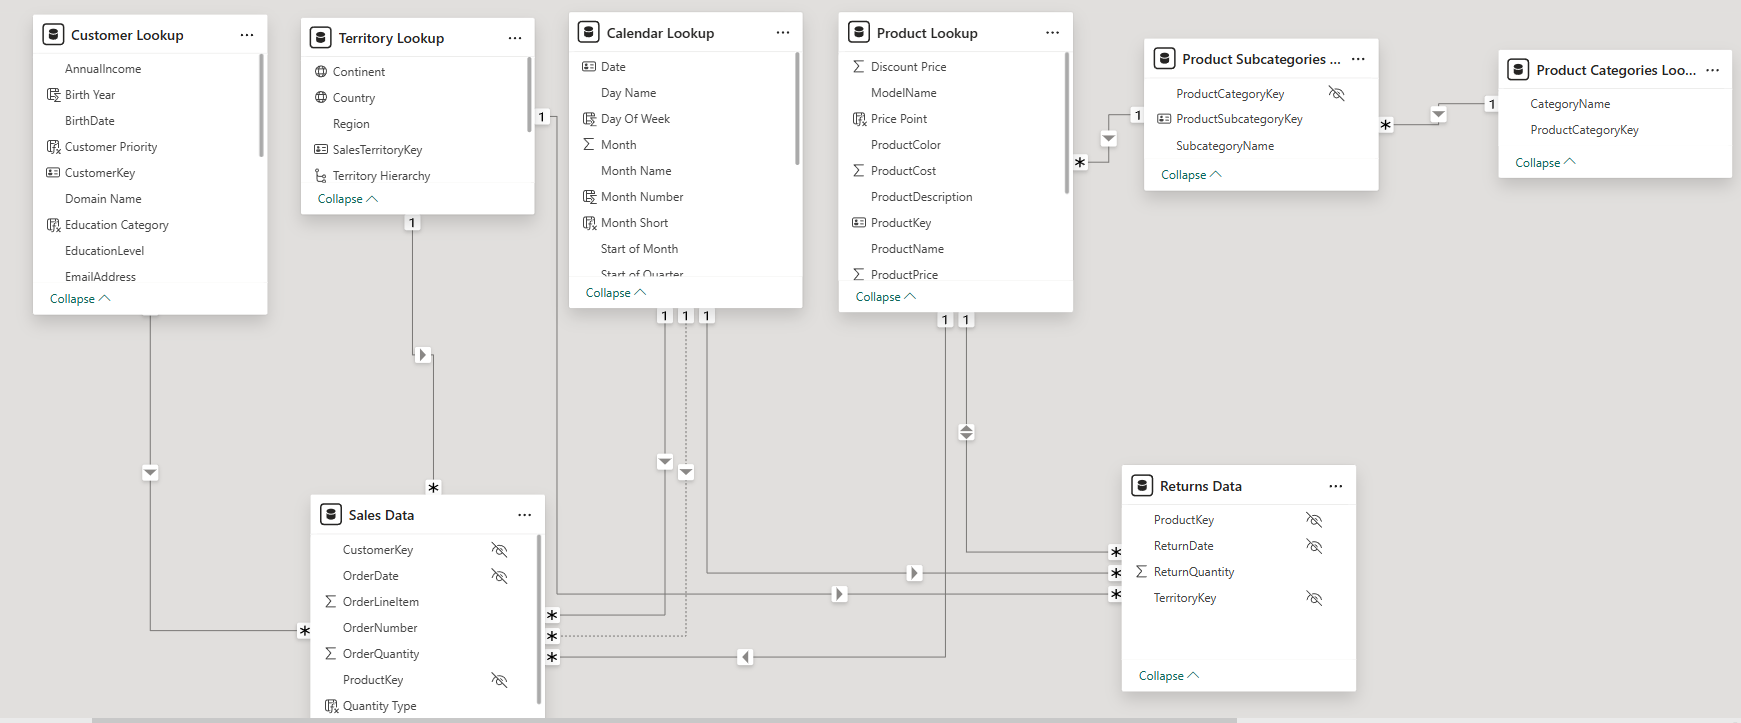 Customer Lookup
AnnualIncome
Birth Year
BirthDate
Customer Priority
CustomerKey
Domain Name
Education Category
EducationLevel
EmailAddress
Collapse
Territory Lookup
Continent
Country
Region
SalesTerritoryKey
Territory Hierarchy
Collapse
Calendar Lookup
Date
Day Name
Day Of Week
Month
Month Name
Month Number
Month Short
Start of Month
Start of Quarter
Collapse
Product Lookup
Discount Price
ModelName
Price Point
ProductColor
ProductCost
ProductDescription
ProductKey
ProductName
ProductPrice
Collapse
Product Subcategories ...
ProductCategoryKey
ProductSubcategoryKey
SubcategoryName
Collapse
Product Categories Loo...
CategoryName
ProductCategoryKey
Collapse
1
1
1
1
1
1
1
1
1
*
*
*
*
*
*
*
*
*
*
Sales Data
CustomerKey
OrderDate
OrderLineItem
OrderNumber
OrderQuantity
ProductKey
Quantity Type
Returns Data
ProductKey
ReturnDate
ReturnQuantity
TerritoryKey
Collapse